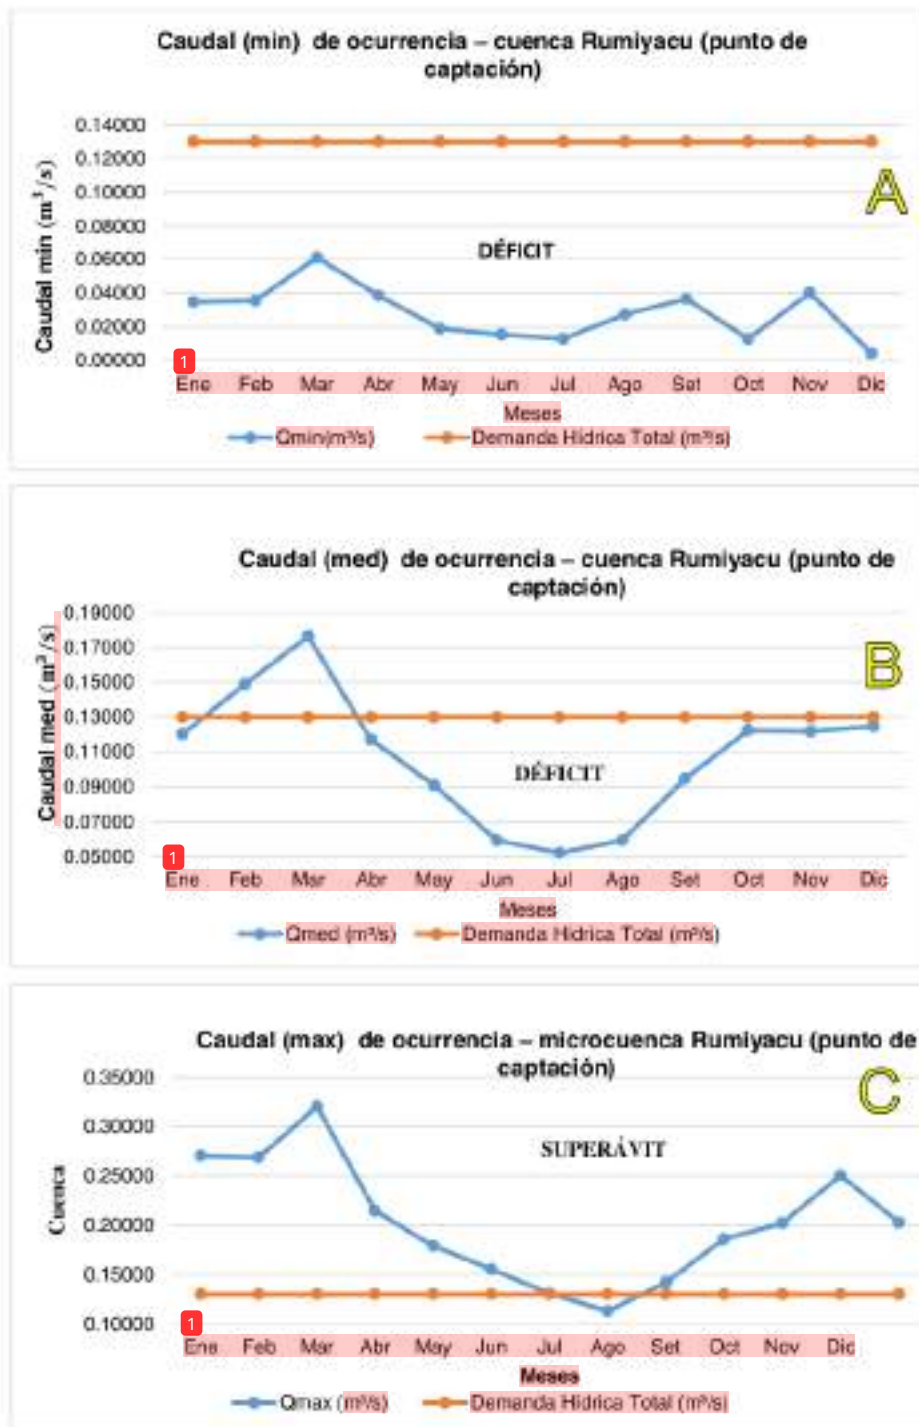 Caudal (min) de ocurrencia – cuenca Rumiyacu (punto de
captación)
0.14000
0.12000
0.10000
0.08000
0.06000
0.04000
0.02000
0.00000
Caudal min (m³/s)
A
DÉFICIT
1
Ene Feb Mar Abr May Jun Jul Ago Set Oct Nov Dic
Meses
Qmin(m³/s) Demanda Hídrica Total (m³/s)
Caudal (med) de ocurrencia – cuenca Rumiyacu (punto de
captación)
0.19000
0.17000
0.15000
0.13000
0.11000
0.09000
0.07000
0.05000
Caudal med (m³/s)
B
DÉFICIT
1
Ene Feb Mar Abr May Jun Jul Ago Set Oct Nov Dic
Meses
Qmed (m³/s) Demanda Hídrica Total (m³/s)
Caudal (max) de ocurrencia – microcuenca Rumiyacu (punto de
captación)
0.35000
0.30000
0.25000
0.20000
0.15000
0.10000
Cuenca
C
SUPERÁVIT
1
Ene Feb Mar Abr May Jun Jul Ago Set Oct Nov Dic
Meses
Qmax (m³/s) Demanda Hídrica Total (m³/s)